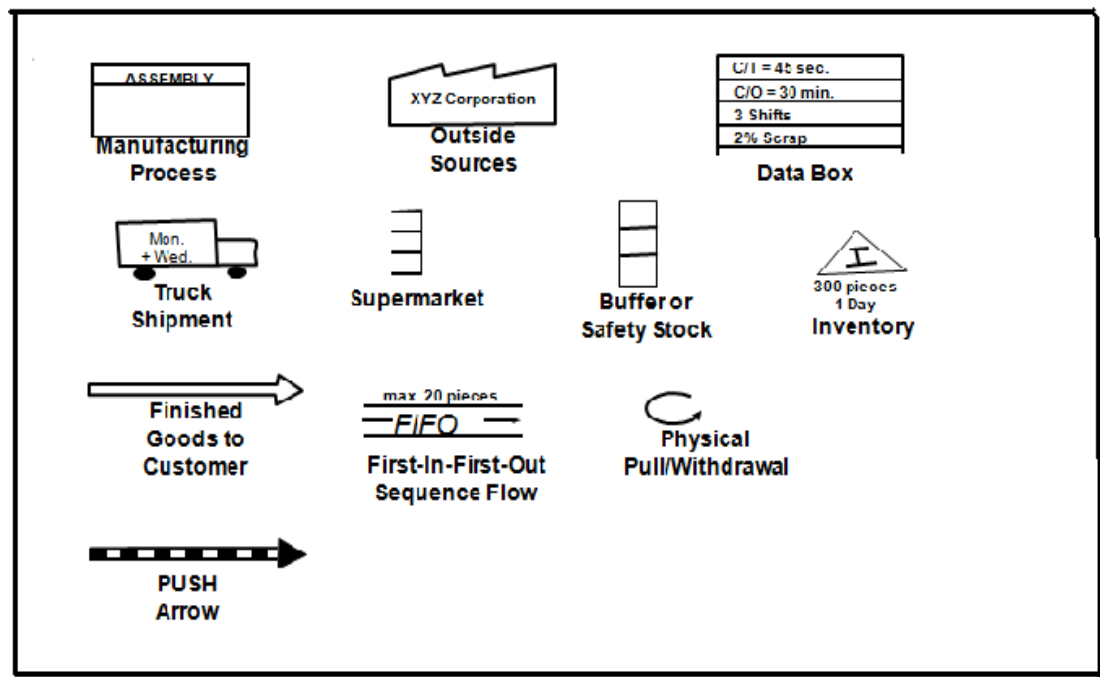 ASSEMBLY
Manufacturing
Process
XYZ Corporation
Outside
Sources
C/T = 45 sec.
C/O = 30 min.
3 Shifts
2% Scrap
Data Box
Mon.
+ Wed.
Truck
Shipment
Supermarket
Buffer or
Safety Stock
I
300 pieces
1 Day
Inventory
Finished
Goods to
Customer
max. 20 pieces
FIFO
First-In-First-Out
Sequence Flow
Physical
Pull/Withdrawal
PUSH
Arrow